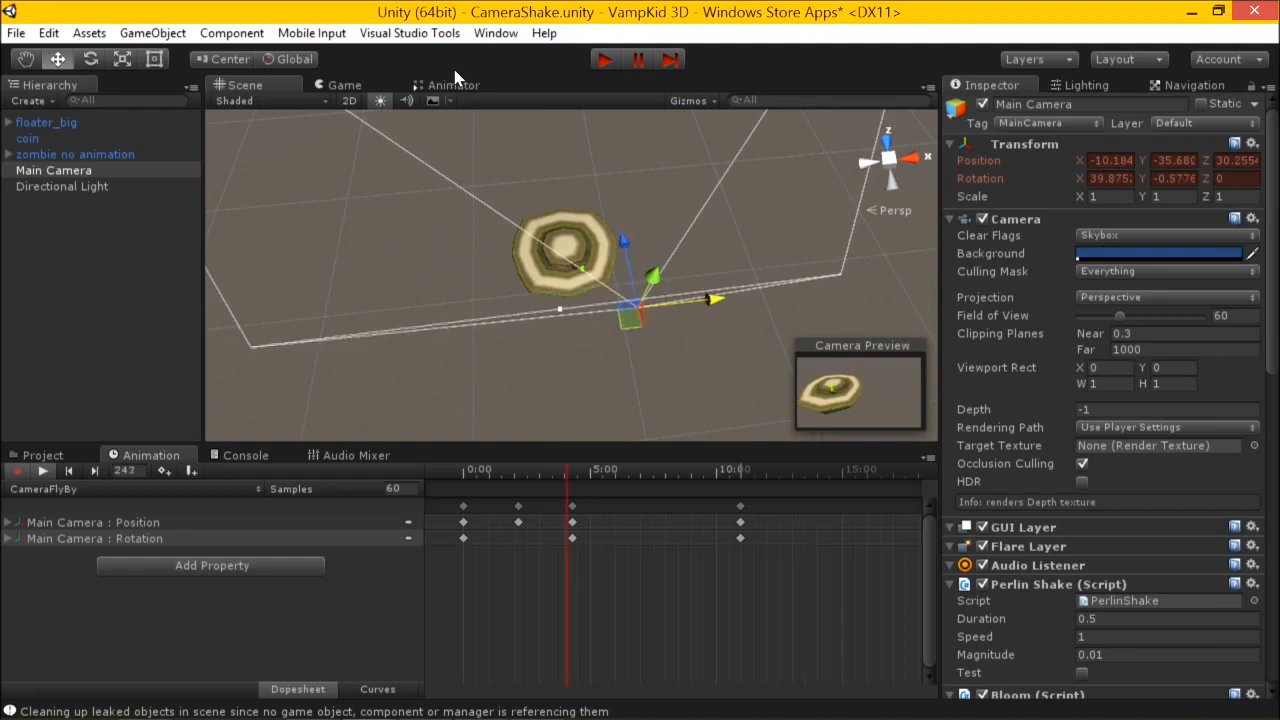 Unity (64bit) - CameraShake.unity - VampKid 3D - Windows Store Apps* <DX11>
File Edit Assets GameObject Component Mobile Input Visual Studio Tools Window Help
Center Global Layers Layout Account
Hierarchy
Create All
floater_big
coin
zombie no animation
Main Camera
Directional Light
Scene Game Animator
Shaded 2D Gizmos All
z
x
Persp
Camera Preview
Inspector Lighting Navigation
Main Camera Static
Tag MainCamera Layer Default
Transform
Position X -10.184 Y -35.680 Z 30.2554
Rotation X 39.8752 Y -0.5776 Z 0
Scale X 1 Y 1 Z 1
Camera
Clear Flags Skybox
Background
Culling Mask Everything
Projection Perspective
Field of View 60
Clipping Planes Near 0.3
Far 1000
Viewport Rect X 0 Y 0
W 1 H 1
Depth -1
Rendering Path Use Player Settings
Target Texture None (Render Texture)
Occlusion Culling
HDR
Info: renders Depth texture
GUI Layer
Flare Layer
Audio Listener
Perlin Shake (Script)
Script PerlinShake
Duration 0.5
Speed 1
Magnitude 0.01
Test
Bloom (Script)
Project Animation Console Audio Mixer
243 0:00 5:00 10:00 15:00
CameraFlyBy Samples 60
Main Camera : Position
Main Camera : Rotation
Add Property
Dopesheet Curves
Cleaning up leaked objects in scene since no game object, component or manager is referencing them